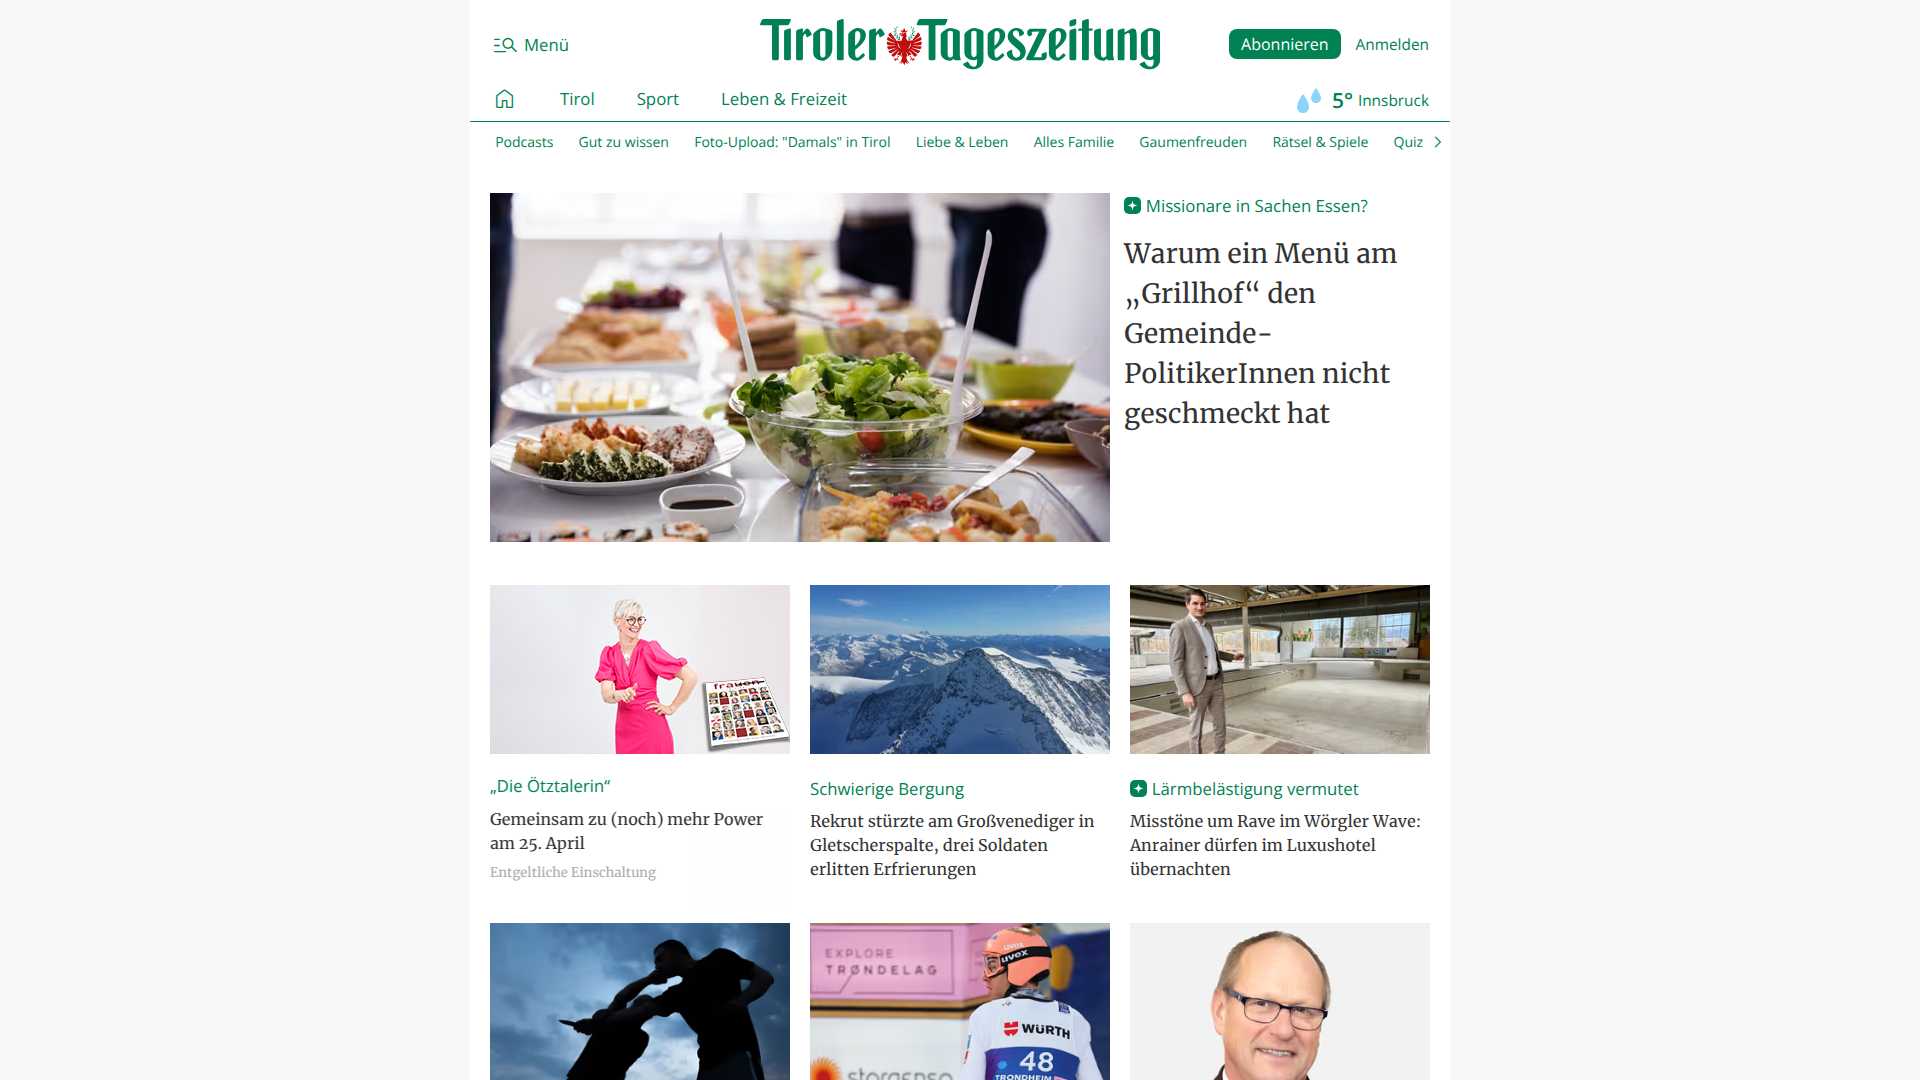 Menü
Tiroler Tageszeitung
Abonnieren
Anmelden
Tirol
Sport
Leben & Freizeit
5° Innsbruck
Podcasts
Gut zu wissen
Foto-Upload: "Damals" in Tirol
Liebe & Leben
Alles Familie
Gaumenfreuden
Rätsel & Spiele
Quiz
Missionare in Sachen Essen?
Warum ein Menü am
„Grillhof“ den
Gemeinde-
PolitikerInnen nicht
geschmeckt hat
frauen
„Die Ötztalerin“
Gemeinsam zu (noch) mehr Power
am 25. April
Entgeltliche Einschaltung
Schwierige Bergung
Rekrut stürzte am Großvenediger in
Gletscherspalte, drei Soldaten
erlitten Erfrierungen
Lärmbelästigung vermutet
Misstöne um Rave im Wörgler Wave:
Anrainer dürfen im Luxushotel
übernachten
EXPLORE
TRØNDELAG
uvex
uvex
WÜRTH
48
TRONDHEIM
storaenso